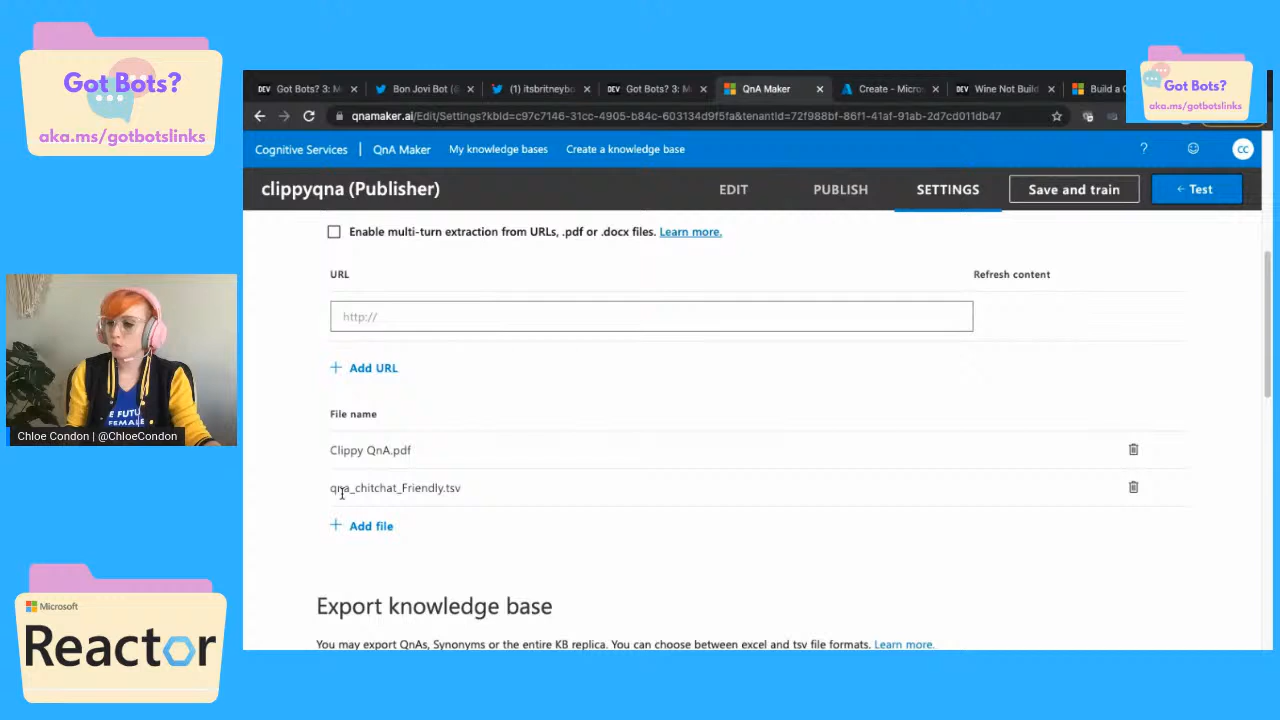 Got Bots?
aka.ms/gotbotslinks
Got Bots? 3: M
Bon Jovi Bot (@
(1) itsbritneybo
Got Bots? 3: M
QnA Maker
Create - Micros
Wine Not Build
Build a C
Got Bots?
aka.ms/gotbotslinks
qnamaker.ai/Edit/Settings?kbId=c97c7146-31cc-4905-b84c-603134d9f5fa&tenantId=72f988bf-86f1-41af-91ab-2d7cd011db47
Cognitive Services | QnA Maker My knowledge bases Create a knowledge base ? CC
clippyqna (Publisher) EDIT PUBLISH SETTINGS Save and train ← Test
Enable multi-turn extraction from URLs, .pdf or .docx files. Learn more.
URL Refresh content
http://
+ Add URL
File name
Clippy QnA.pdf
qna_chitchat_Friendly.tsv
+ Add file
Export knowledge base
You may export QnAs, Synonyms or the entire KB replica. You can choose between excel and tsv file formats. Learn more.
E FUTU
FEMALE
Chloe Condon | @ChloeCondon
Microsoft
Reactor